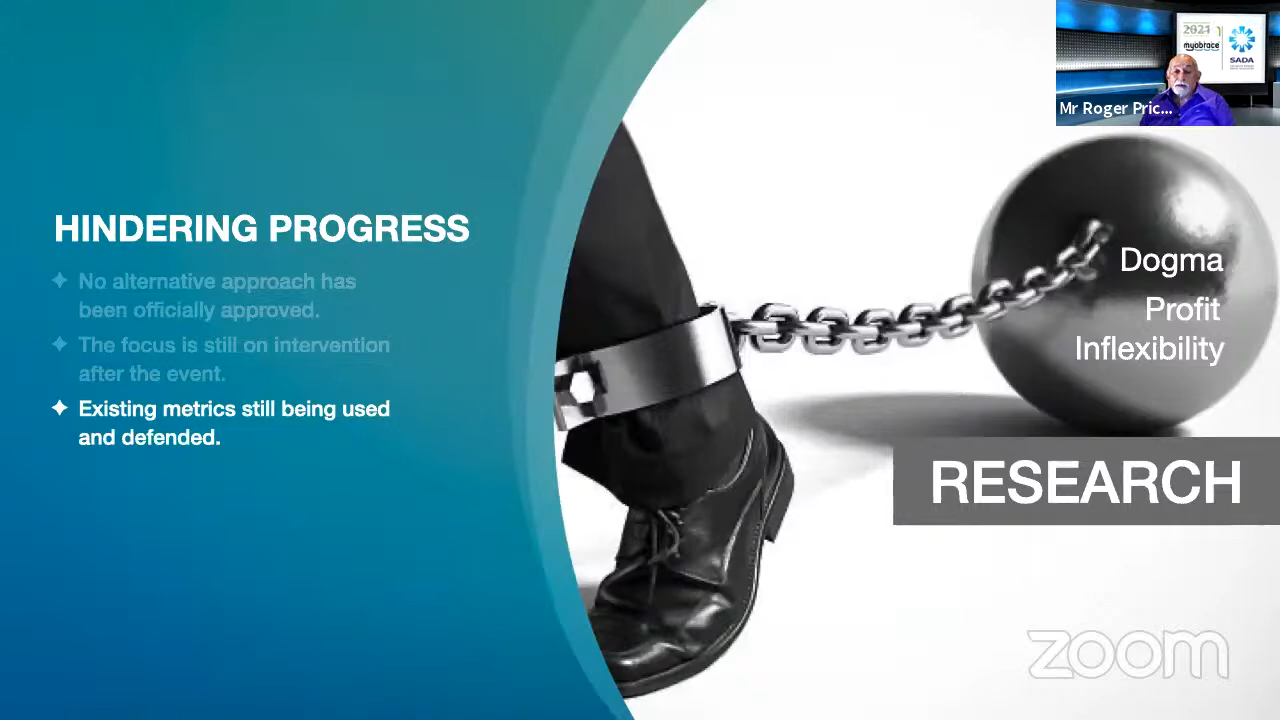 HINDERING PROGRESS
No alternative approach has
been officially approved.
The focus is still on intervention
after the event.
Existing metrics still being used
and defended.
2021
myobrace
SADA
Mr Roger Pric...
Dogma
Profit
Inflexibility
RESEARCH
zoom